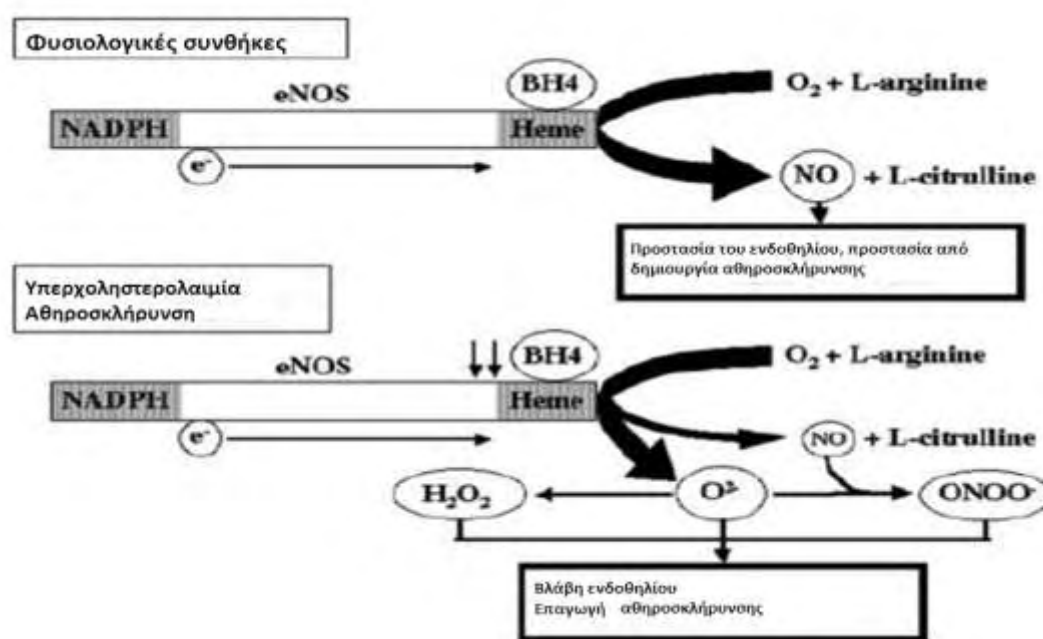 Φυσιολογικές συνθήκες
eNOS
BH4
O₂ + L-arginine
NADPH
Heme
e⁻
NO + L-citrulline
Προστασία του ενδοθηλίου, προστασία από
δημιουργία αθηροσκλήρυνσης
Υπερχοληστερολαιμία
Αθηροσκλήρυνση
eNOS
BH4
O₂ + L-arginine
NADPH
Heme
e⁻
NO + L-citrulline
H₂O₂
ONOO⁻
Βλάβη ενδοθηλίου
Επαγωγή αθηροσκλήρυνσης